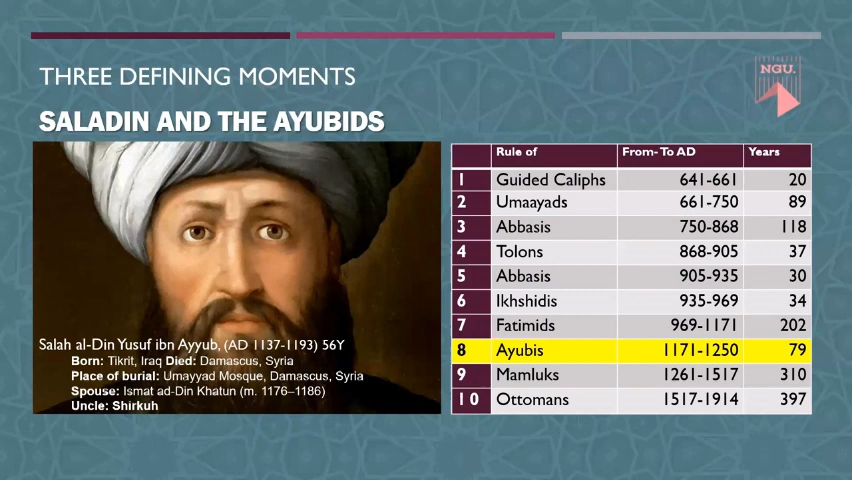 THREE DEFINING MOMENTS
NGU.
SALADIN AND THE AYUBIDS
Salah al-Din Yusuf ibn Ayyub, (AD 1137-1193) 56Y
Born: Tikrit, Iraq Died: Damascus, Syria
Place of burial: Umayyad Mosque, Damascus, Syria
Spouse: Ismat ad-Din Khatun (m. 1176–1186)
Uncle: Shirkuh
Rule of From-To AD Years
1 Guided Caliphs 641-661 20
2 Umaayads 661-750 89
3 Abbasis 750-868 118
4 Tolons 868-905 37
5 Abbasis 905-935 30
6 Ikhshidis 935-969 34
7 Fatimids 969-1171 202
8 Ayubis 1171-1250 79
9 Mamluks 1261-1517 310
10 Ottomans 1517-1914 397